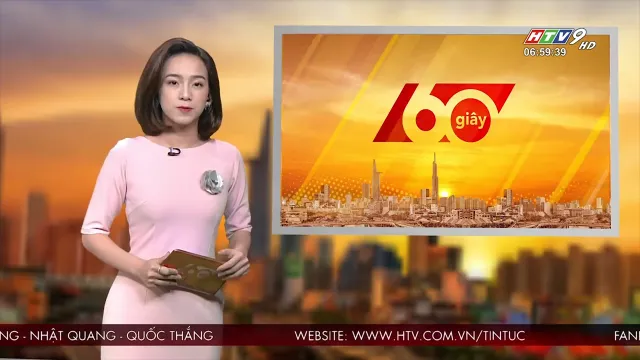 HTV9 HD
06:59:39
60 giây
NG - NHẬT QUANG - QUỐC THẮNG
WEBSITE: WWW.HTV.COM.VN/TINTUC
FAN